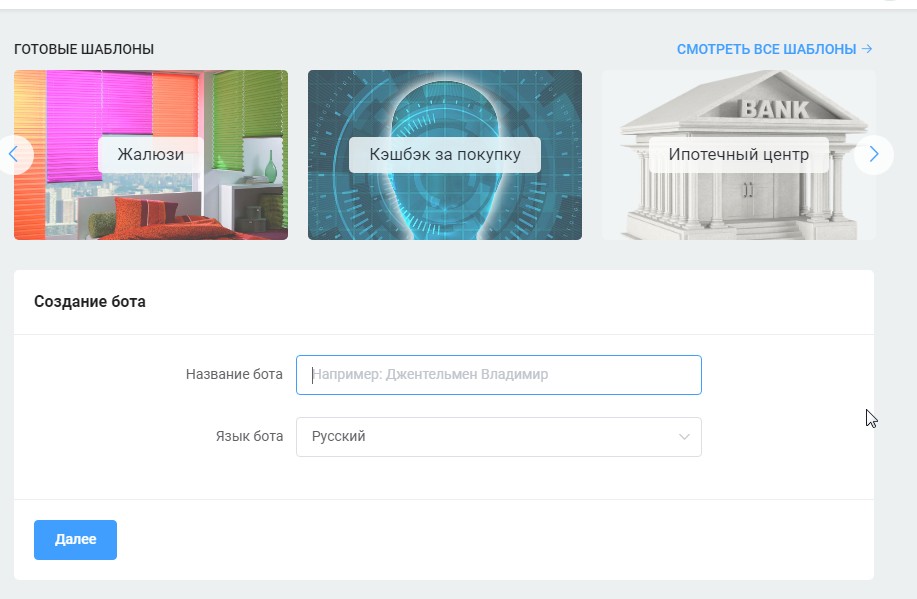 ГОТОВЫЕ ШАБЛОНЫ
СМОТРЕТЬ ВСЕ ШАБЛОНЫ →
Жалюзи
Кэшбэк за покупку
BANK
Ипотечный центр
Создание бота
Название бота
Например: Джентельмен Владимир
Язык бота
Русский
Далее